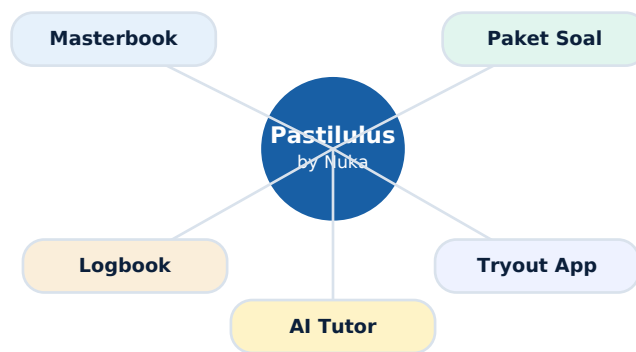 Masterbook
Paket Soal
Pastilulus
by Nuka
Logbook
Tryout App
AI Tutor